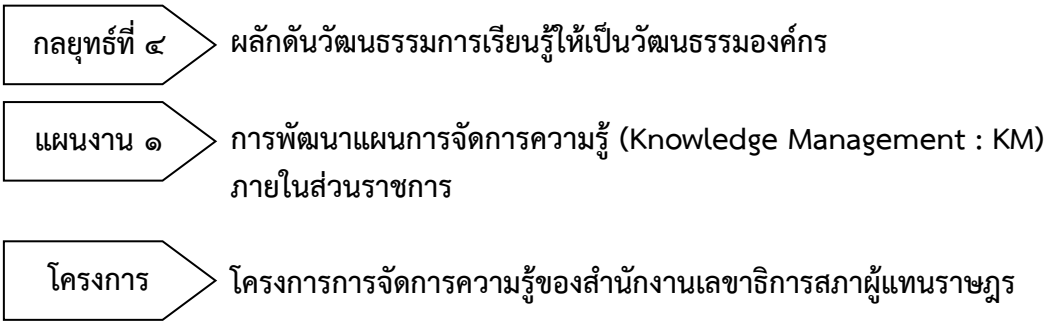 กลยุทธ์ที่ ๔ ผลักดันวัฒนธรรมการเรียนรู้ให้เป็นวัฒนธรรมองค์กร
แผนงาน ๑ การพัฒนาแผนการจัดการความรู้ (Knowledge Management : KM)
ภายในส่วนราชการ
โครงการ โครงการการจัดการความรู้ของสำนักงานเลขาธิการสภาผู้แทนราษฎร